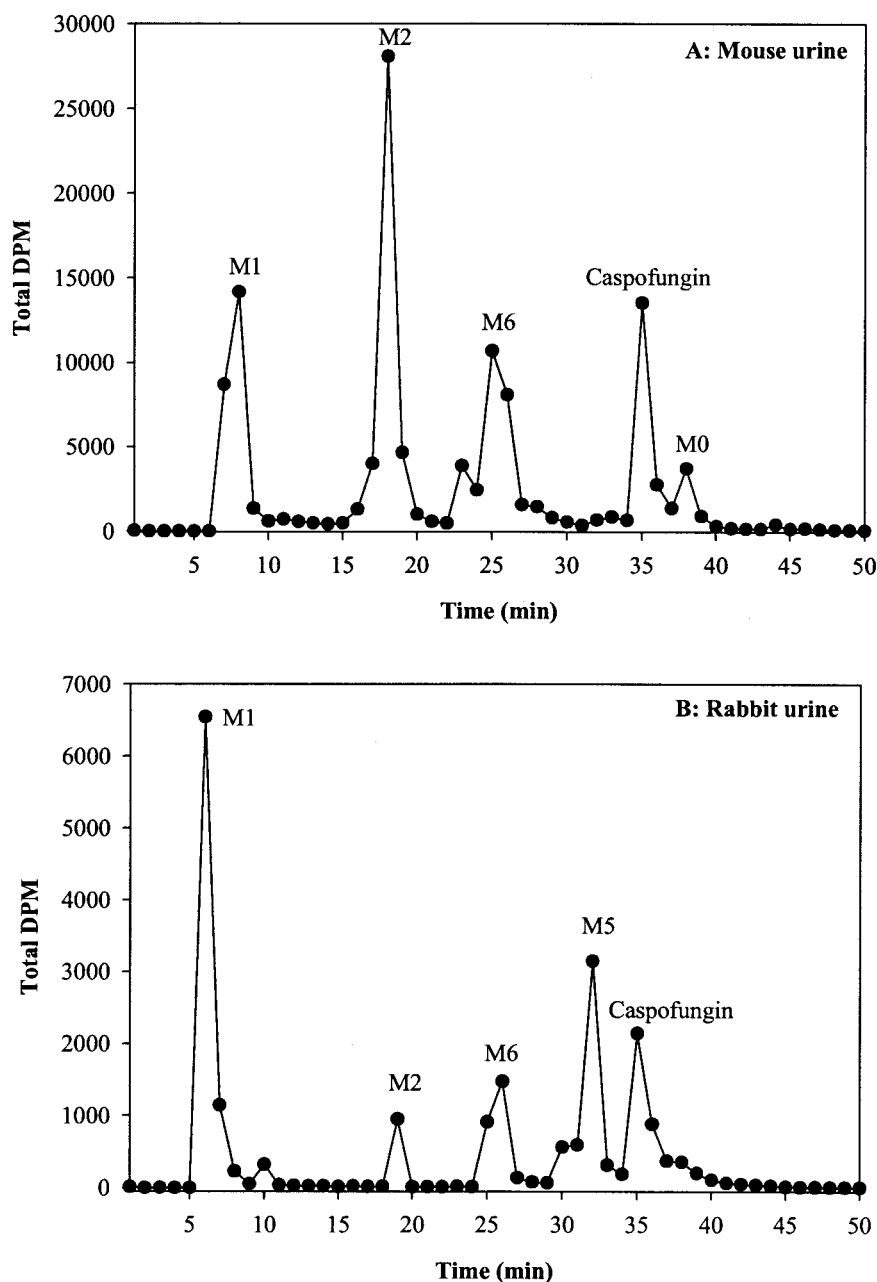 30000
M2
A: Mouse urine
25000
20000
Total DPM
15000
M1
Caspofungin
M6
10000
5000
M0
0
5 10 15 20 25 30 35 40 45 50
Time (min)
7000
B: Rabbit urine
M1
6000
5000
4000
Total DPM
M5
3000
Caspofungin
2000
M6
M2
1000
0
5 10 15 20 25 30 35 40 45 50
Time (min)